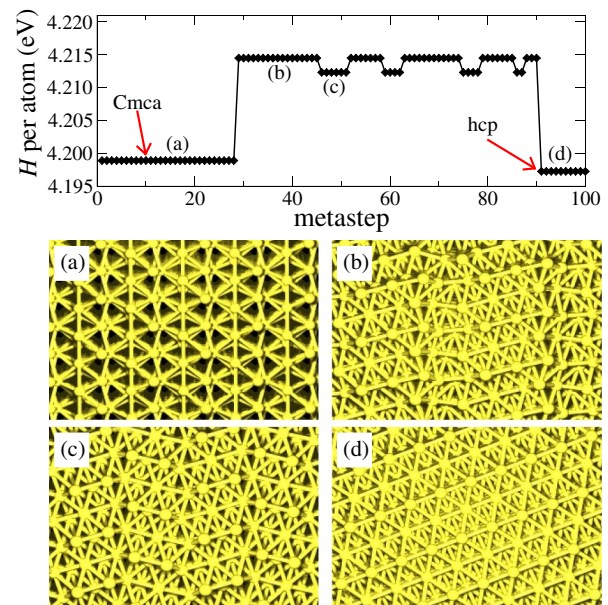 H per atom (eV)
4.220
4.215
4.210
4.205
4.200
4.195
Cmca
(a)
(b)
(c)
hcp
(d)
0 20 40 60 80 100
metastep
(a) (b)
(c) (d)